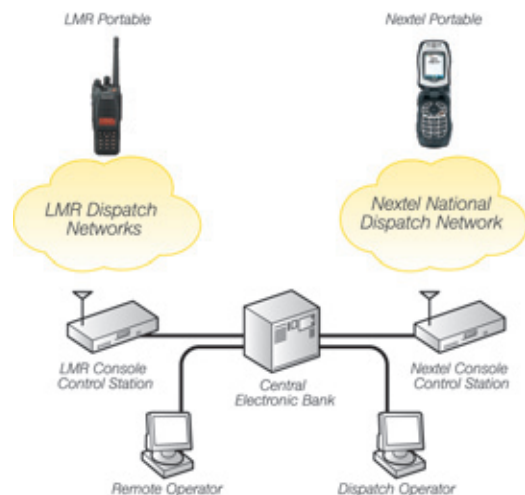 LMR Portable
Nextel Portable
LMR Dispatch
Networks
Nextel National
Dispatch Network
LMR Console
Control Station
Central
Electronic Bank
Nextel Console
Control Station
Remote Operator
Dispatch Operator